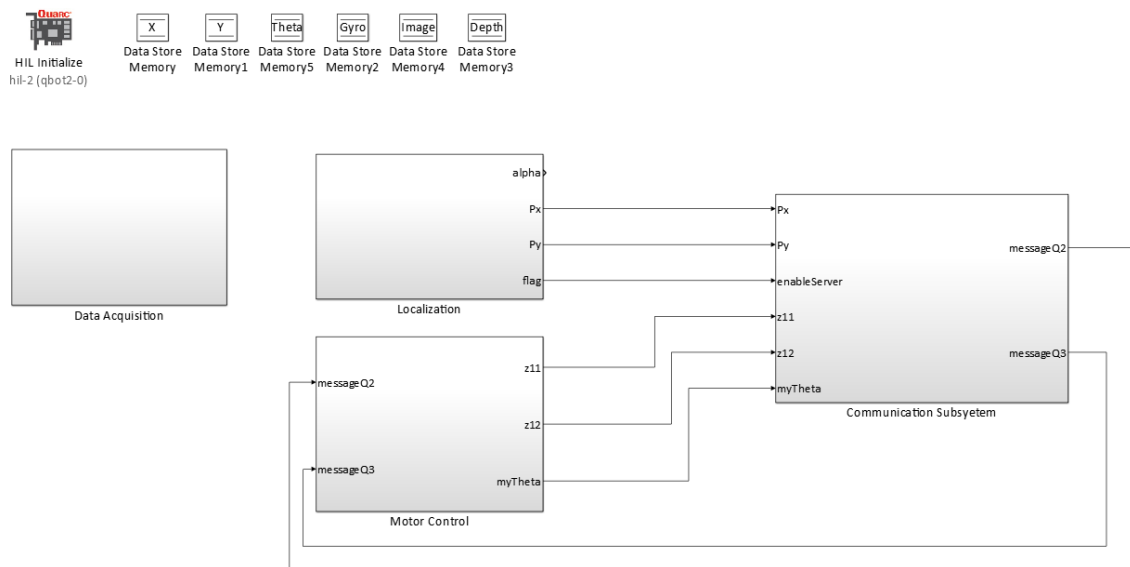 QUARC
HIL Initialize
hil-2 (qbot2-0)
X
Data Store
Memory
Y
Data Store
Memory1
Theta
Data Store
Memory5
Gyro
Data Store
Memory2
Image
Data Store
Memory4
Depth
Data Store
Memory3
Data Acquisition
alpha
Px
Py
flag
Localization
messageQ2
messageQ3
z11
z12
myTheta
Motor Control
Px
Py
enableServer
z11
z12
myTheta
messageQ2
messageQ3
Communication Subsyetem